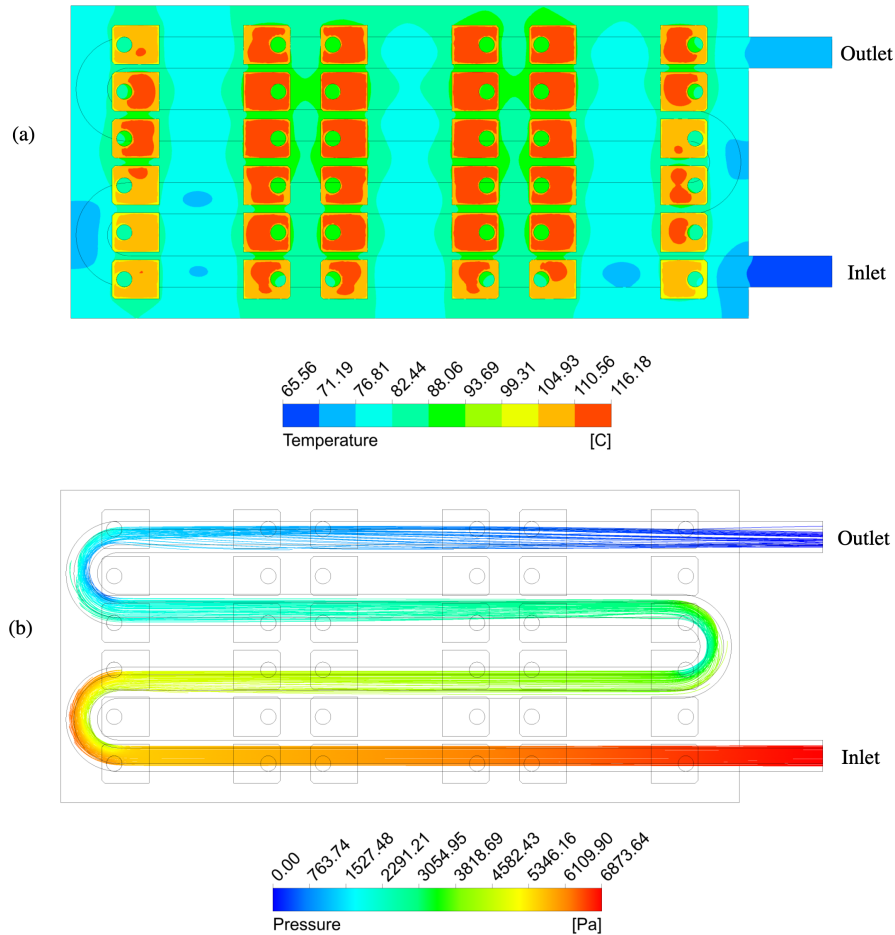 Outlet
(a)
Inlet
65.56 71.19 76.81 82.44 88.06 93.69 99.31 104.93 110.56 116.18
Temperature [C]
Outlet
(b)
Inlet
0.00 763.74 1527.48 2291.21 3054.95 3818.69 4582.43 5346.16 6109.90 6873.64
Pressure [Pa]